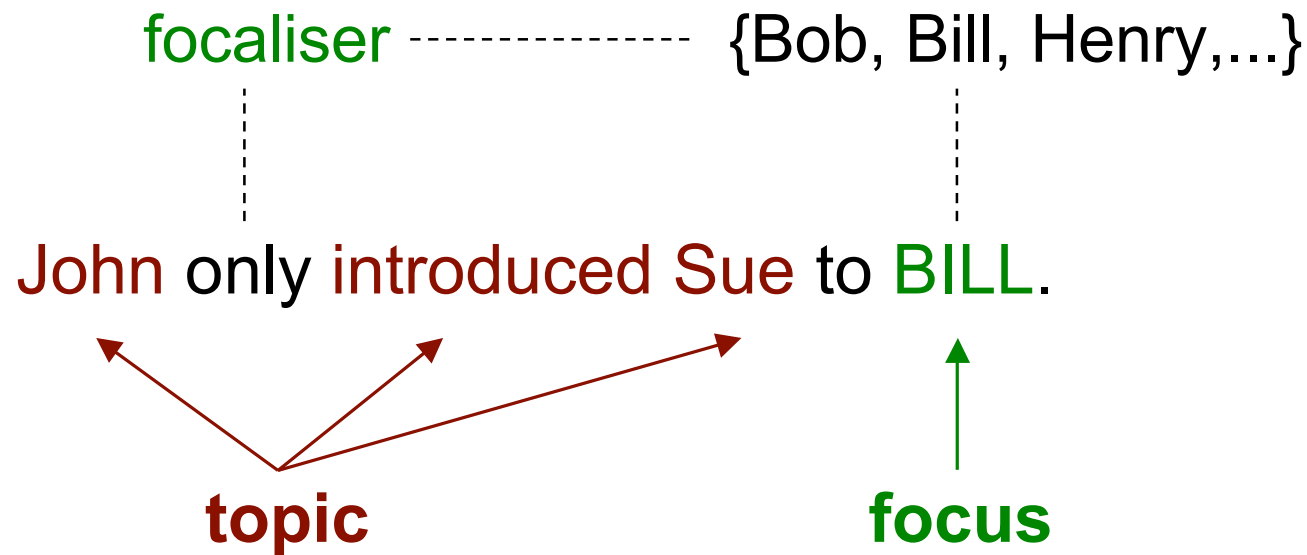 focaliser {Bob, Bill, Henry,...}
John only introduced Sue to BILL.
topic focus